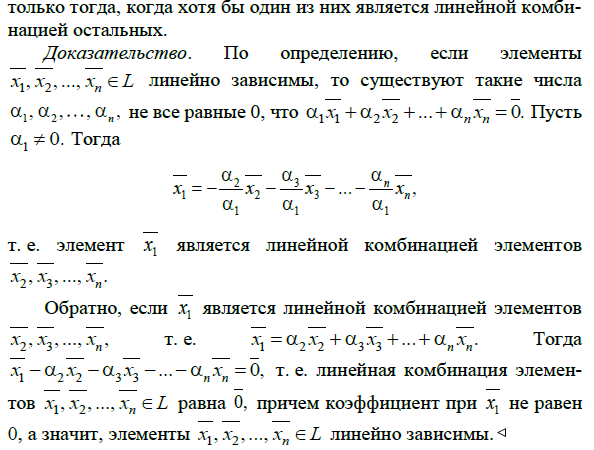 только тогда, когда хотя бы один из них является линейной комби-
нацией остальных.
Доказательство. По определению, если элементы
$\overline{x_1}, \overline{x_2}, ..., \overline{x_n} \in L$ линейно зависимы, то существуют такие числа
$\alpha_1, \alpha_2, ..., \alpha_n,$ не все равные 0, что $\alpha_1\overline{x_1} + \alpha_2\overline{x_2} + ... + \alpha_n\overline{x_n} = \overline{0}.$ Пусть
$\alpha_1 \neq 0.$ Тогда
$\overline{x_1} = -\frac{\alpha_2}{\alpha_1}\overline{x_2} - \frac{\alpha_3}{\alpha_1}\overline{x_3} - ... - \frac{\alpha_n}{\alpha_1}\overline{x_n},$
т. е. элемент $\overline{x_1}$ является линейной комбинацией элементов
$\overline{x_2}, \overline{x_3}, ..., \overline{x_n}.$
Обратно, если $\overline{x_1}$ является линейной комбинацией элементов
$\overline{x_2}, \overline{x_3}, ..., \overline{x_n},$ т. е. $\overline{x_1} = \alpha_2\overline{x_2} + \alpha_3\overline{x_3} + ... + \alpha_n\overline{x_n}.$ Тогда
$\overline{x_1} - \alpha_2\overline{x_2} - \alpha_3\overline{x_3} - ... - \alpha_n\overline{x_n} = \overline{0},$ т. е. линейная комбинация элемен-
тов $\overline{x_1}, \overline{x_2}, ..., \overline{x_n} \in L$ равна $\overline{0},$ причем коэффициент при $\overline{x_1}$ не равен
0, а значит, элементы $\overline{x_1}, \overline{x_2}, ..., \overline{x_n} \in L$ линейно зависимы.◁